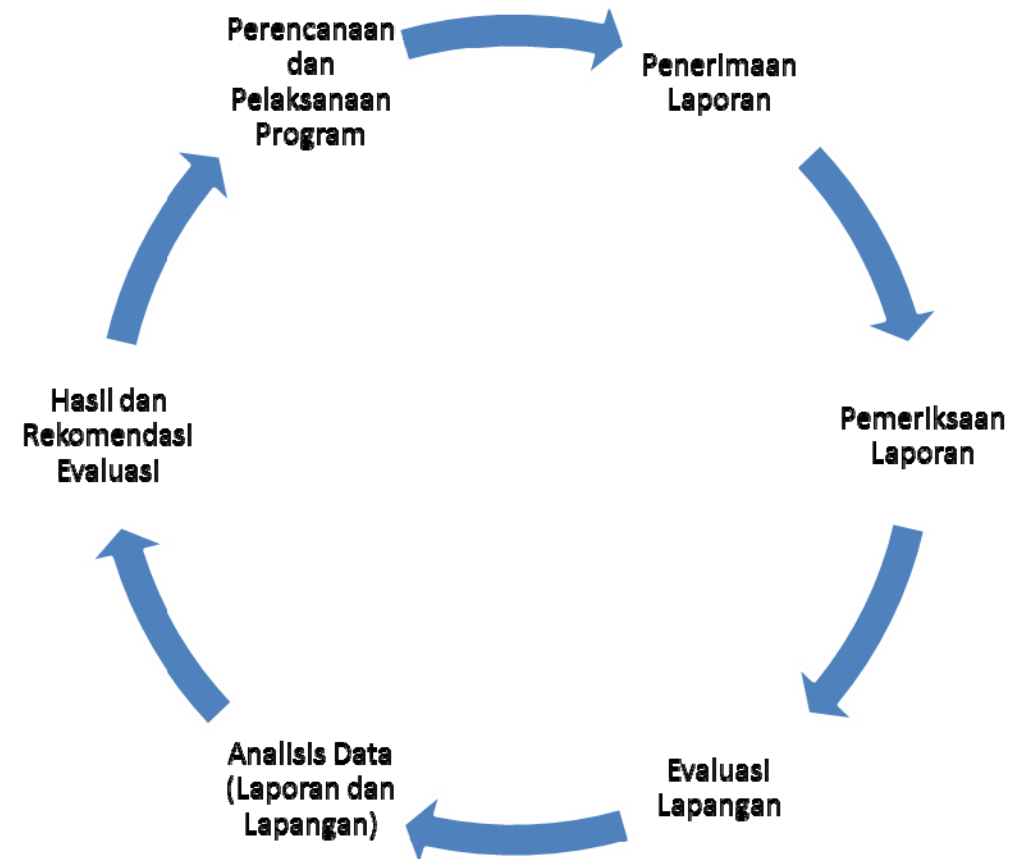 Perencanaan
dan
Pelaksanaan
Program
Penerimaan
Laporan
Pemeriksaan
Laporan
Evaluasi
Lapangan
Analisis Data
(Laporan dan
Lapangan)
Hasil dan
Rekomendasi
Evaluasi